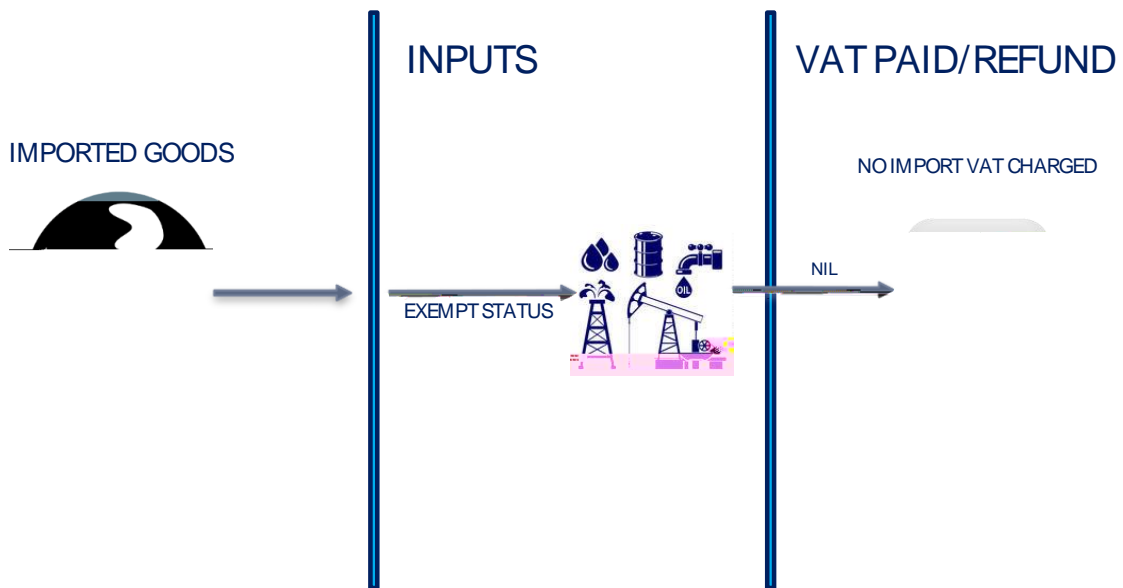 INPUTS
VAT PAID/REFUND
IMPORTED GOODS
NO IMPORT VAT CHARGED
NIL
OIL
EXEMPT STATUS